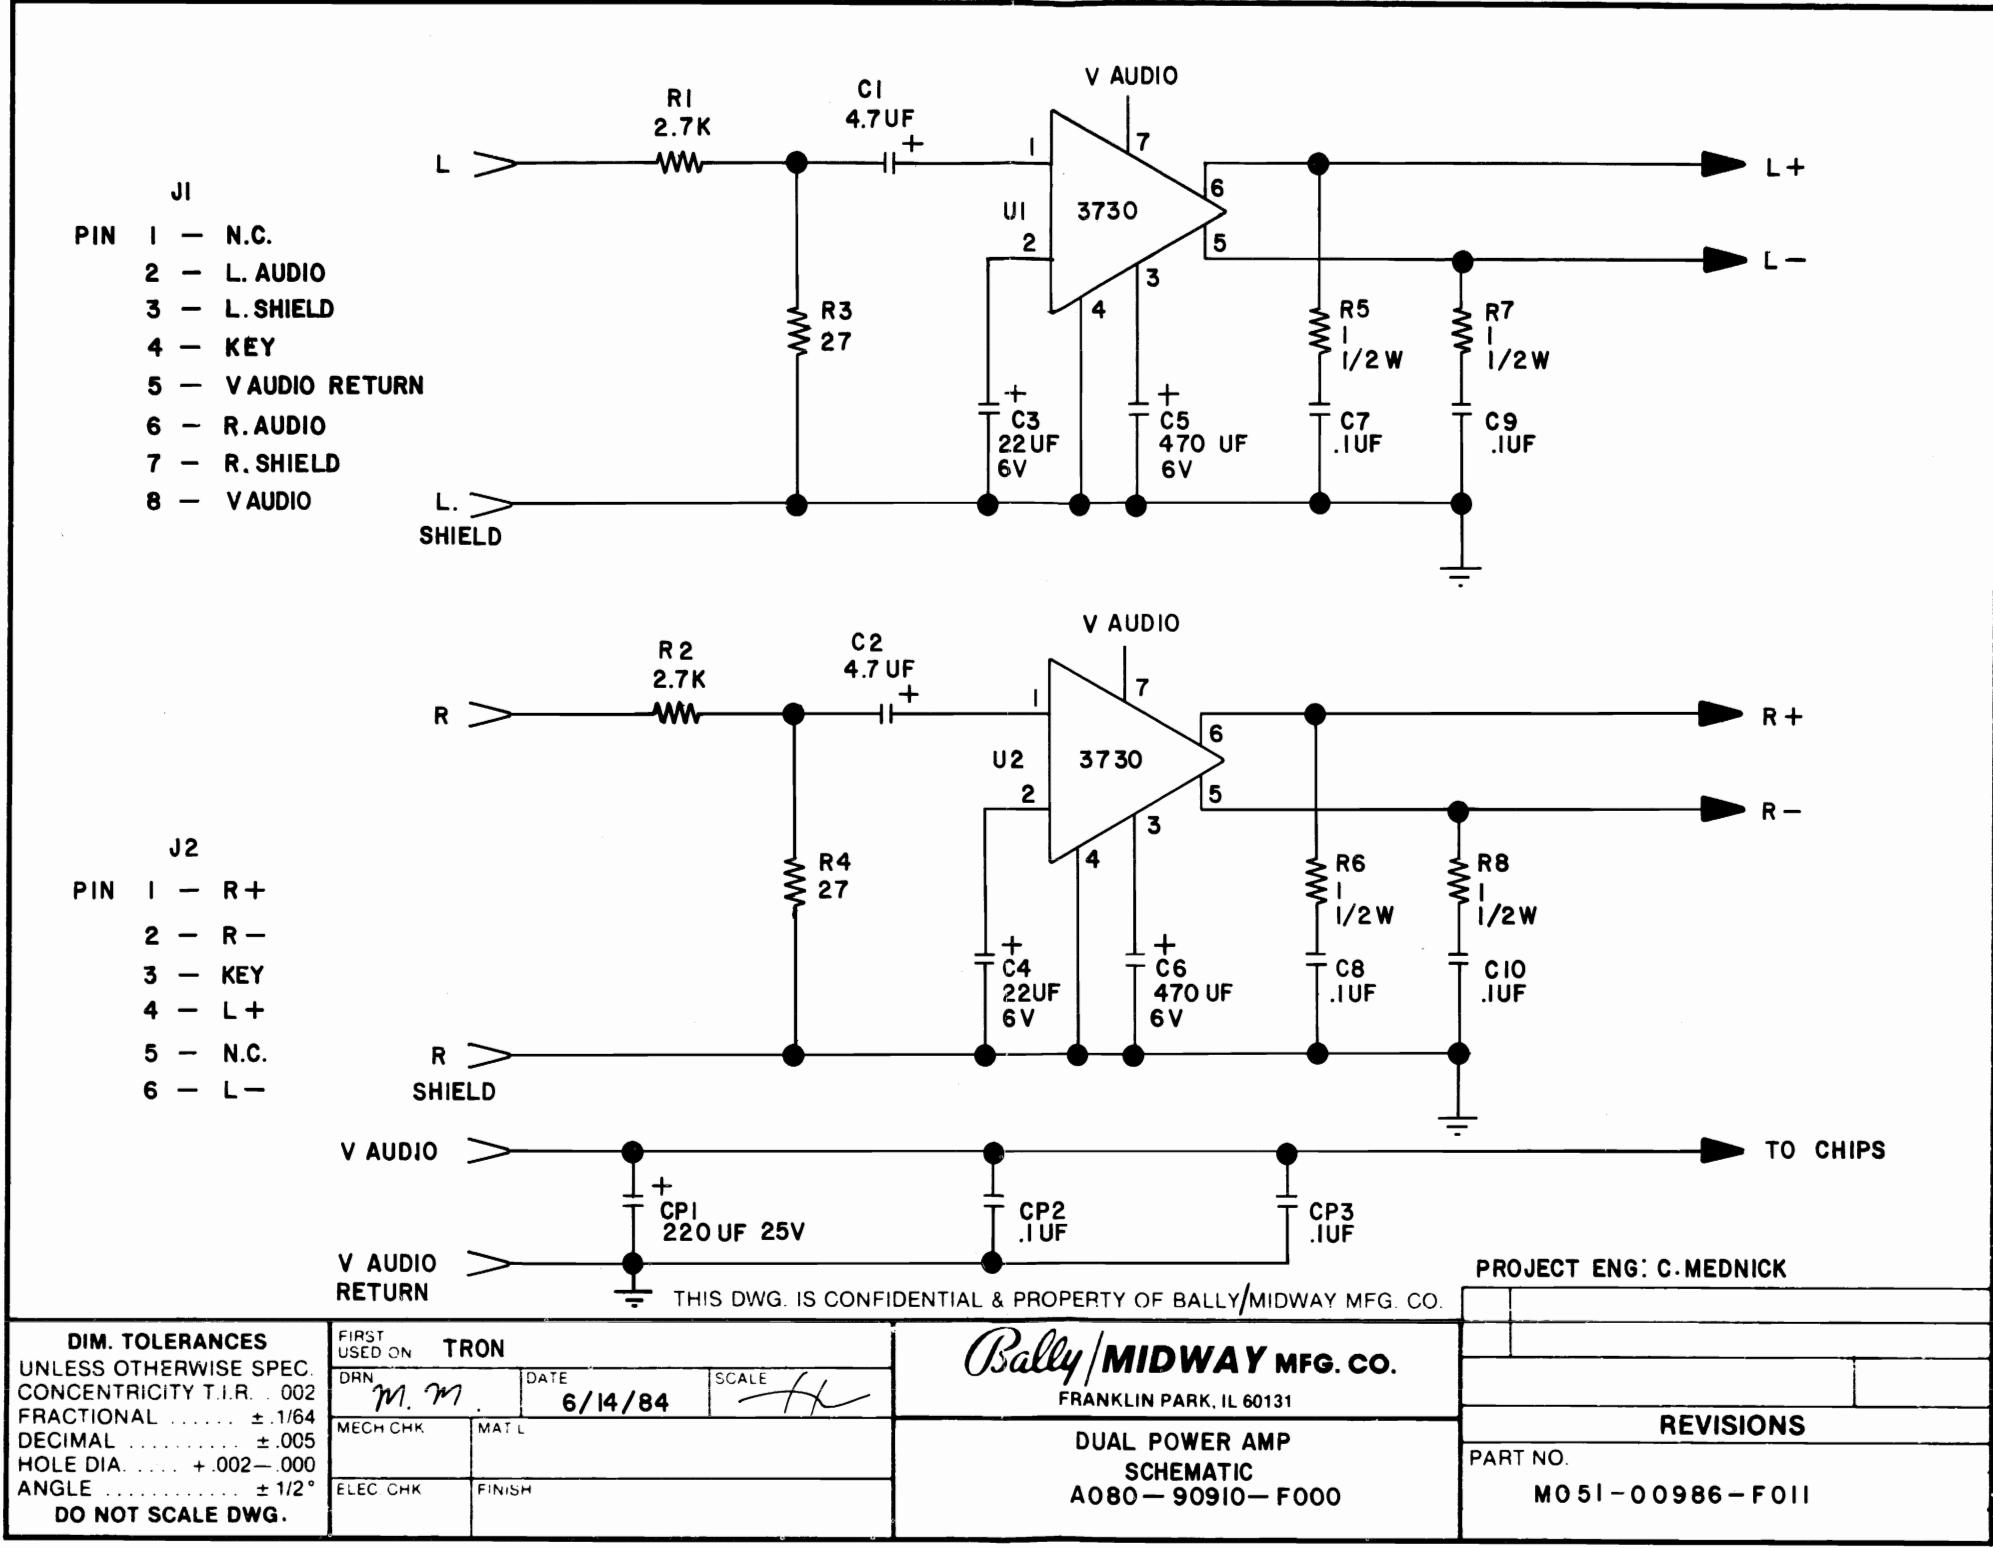 V AUDIO
R1
2.7K
C1
4.7UF
+
L
1
7
6
U1
3730
2
5
3
4
L+
L−
R3
27
+
C3
22UF
6V
+
C5
470 UF
6V
R5
1
1/2W
C7
.1UF
R7
1
1/2W
C9
.1UF
L.
SHIELD
J1
PIN 1 — N.C.
2 — L. AUDIO
3 — L. SHIELD
4 — KEY
5 — V AUDIO RETURN
6 — R. AUDIO
7 — R. SHIELD
8 — V AUDIO
V AUDIO
R2
2.7K
C2
4.7UF
+
R
1
7
6
U2
3730
2
5
3
4
R+
R−
R4
27
+
C4
22UF
6V
+
C6
470 UF
6V
R6
1
1/2W
C8
.1UF
R8
1
1/2W
C10
.1UF
R
SHIELD
J2
PIN 1 — R+
2 — R−
3 — KEY
4 — L+
5 — N.C.
6 — L−
V AUDIO
TO CHIPS
+
CP1
220 UF 25V
CP2
.1UF
CP3
.1UF
V AUDIO
RETURN
PROJECT ENG: C. MEDNICK
THIS DWG. IS CONFIDENTIAL & PROPERTY OF BALLY/MIDWAY MFG. CO.
DIM. TOLERANCES
UNLESS OTHERWISE SPEC.
CONCENTRICITY T.I.R. . 002
FRACTIONAL ...... ± .1/64
DECIMAL .......... ± .005
HOLE DIA. .... + .002—.000
ANGLE ............ ± 1/2°
DO NOT SCALE DWG.
FIRST
USED ON TRON
DRN M. M.
DATE
6/14/84
SCALE
MECH CHK
MAT L
ELEC CHK
FINISH
Bally/MIDWAY MFG. CO.
FRANKLIN PARK, IL 60131
DUAL POWER AMP
SCHEMATIC
A080—90910—F000
REVISIONS
PART NO.
M051-00986-F011